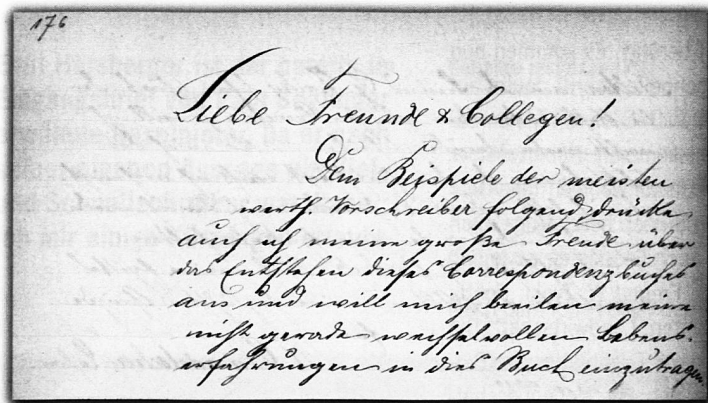 176
Liebe Freunde & Collegen!
Dem Beispiele der meisten
werth. Vorschreiber folgend, drücke
auch ich meine große Freude über
das Entstehen dieses Correspondenzbuches
aus und will mich beeilen meine
nicht gerade wechselvollen Lebens-
erfahrungen in dies Buch einzutragen.